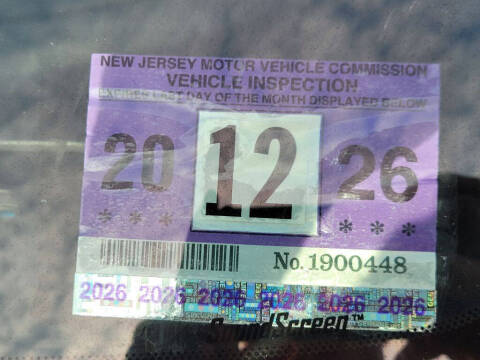 NEW JERSEY MOTOR VEHICLE COMMISSION
VEHICLE INSPECTION
EXPIRES LAST DAY OF THE MONTH DISPLAYED BELOW
20 12 26
* * * * * *
No. 1900448
2026 2026 2026 2026 2026 2026
SoundScreen™